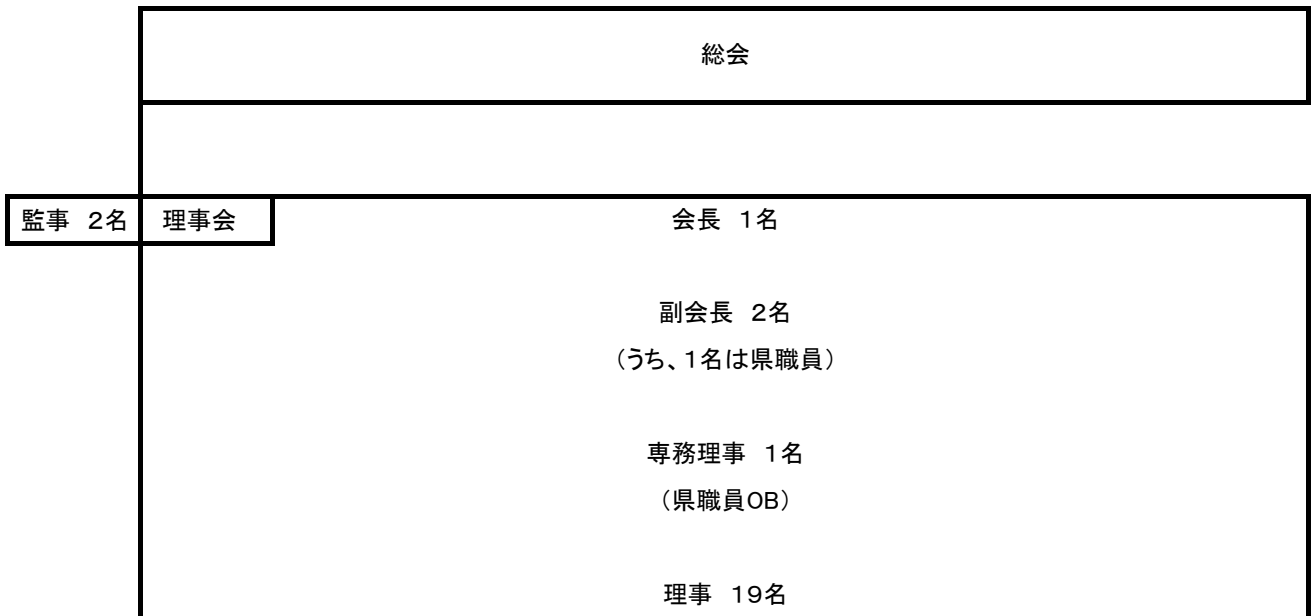 総会
監事　２名
理事会
会長　１名
副会長　２名
（うち、１名は県職員）
専務理事　１名
（県職員OB）
理事　１９名